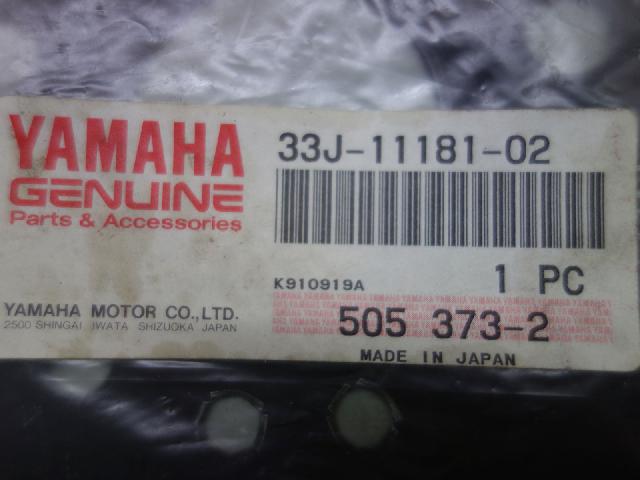 YAMAHA
GENUINE
Parts & Accessories
YAMAHA MOTOR CO.,LTD.
2500 SHINGAI IWATA SHIZUOKA JAPAN
33J-11181-02
K910919A
1 PC
505 373-2
MADE IN JAPAN